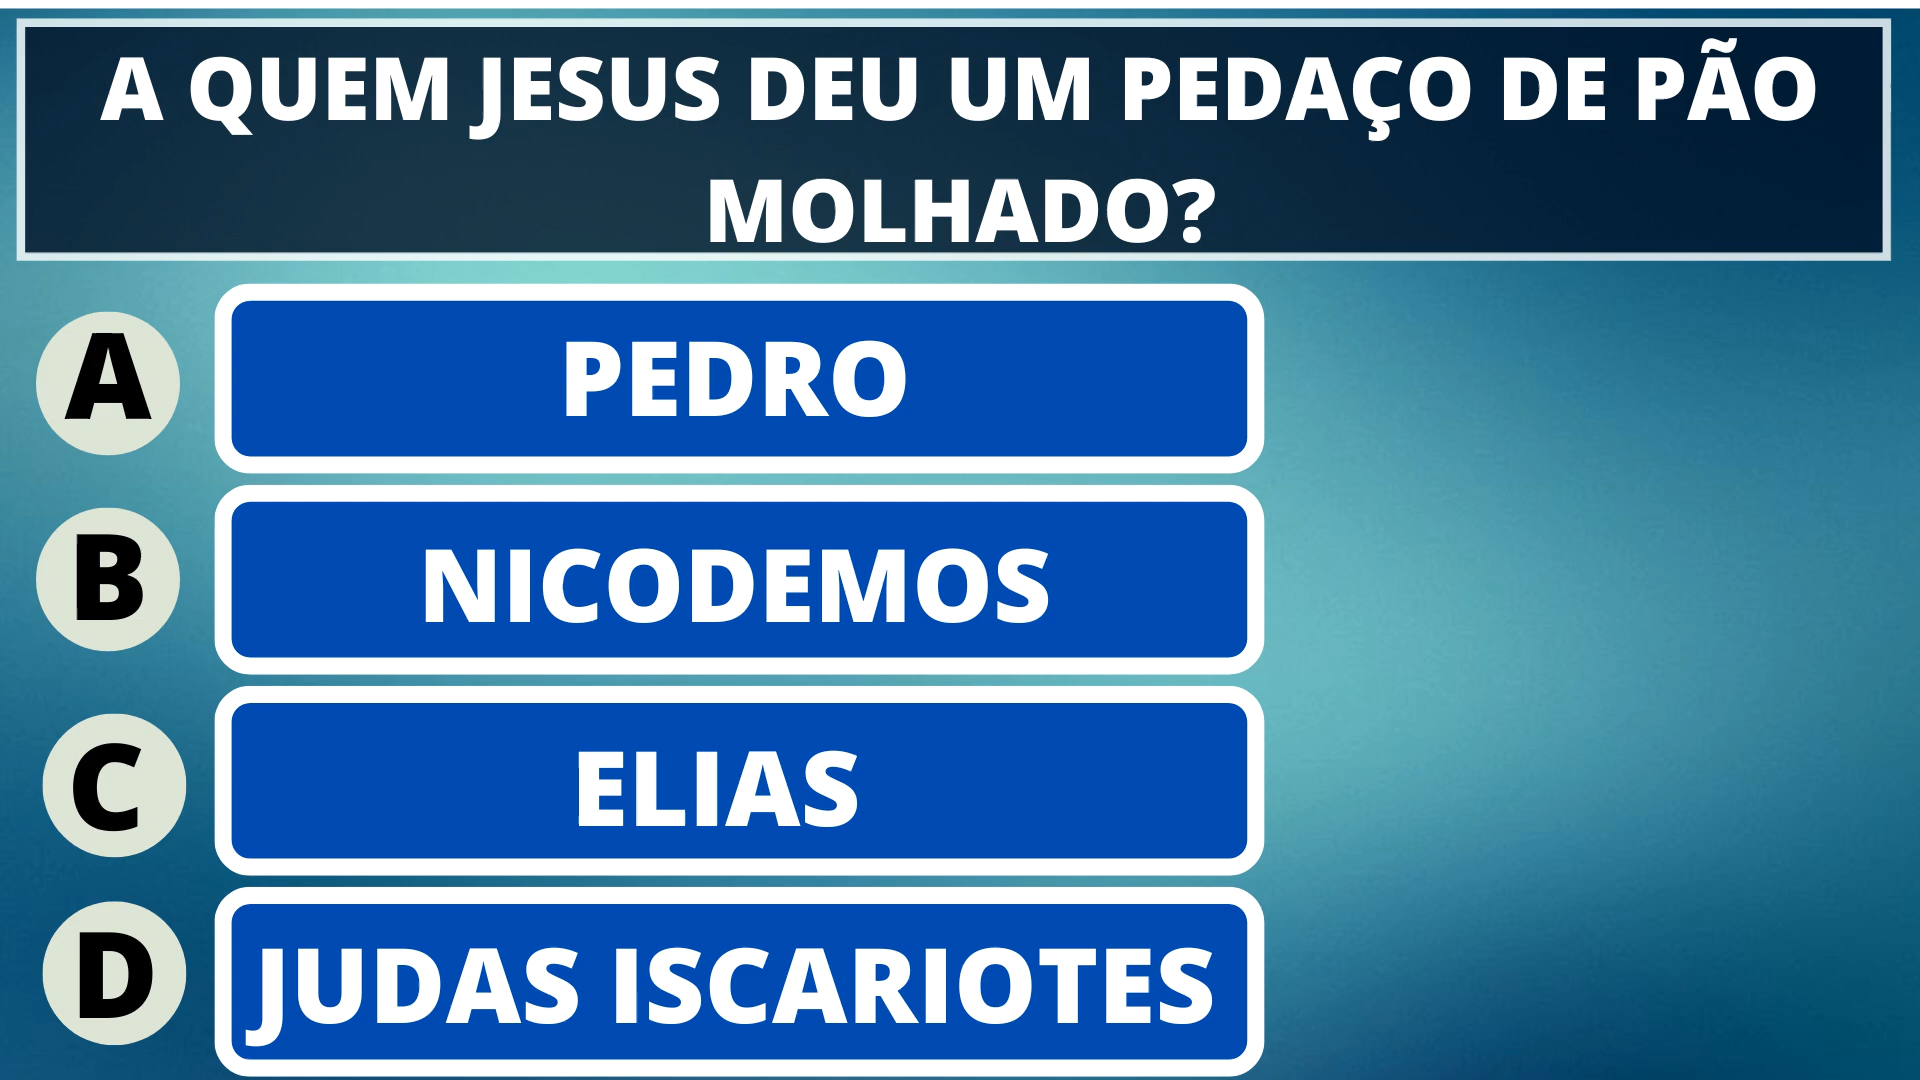 A QUEM JESUS DEU UM PEDAÇO DE PÃO
MOLHADO?
A
PEDRO
B
NICODEMOS
C
ELIAS
D
JUDAS ISCARIOTES